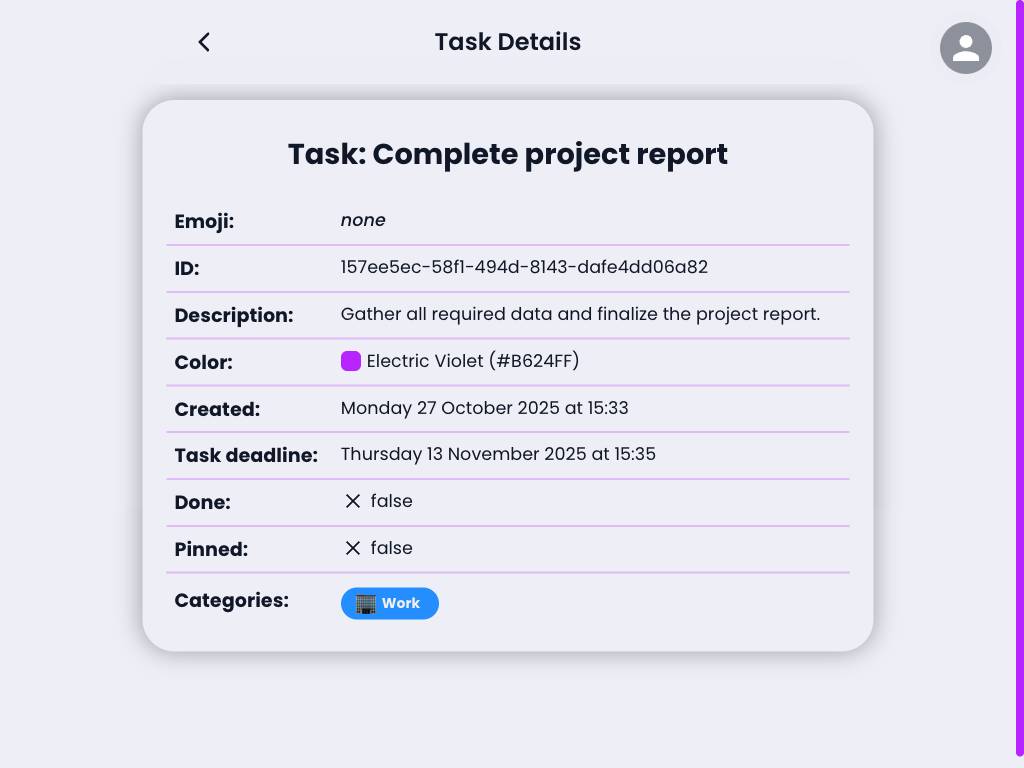 Task Details
Task: Complete project report
Emoji: none
ID: 157ee5ec-58f1-494d-8143-dafe4dd06a82
Description: Gather all required data and finalize the project report.
Color: Electric Violet (#B624FF)
Created: Monday 27 October 2025 at 15:33
Task deadline: Thursday 13 November 2025 at 15:35
Done: false
Pinned: false
Categories: Work